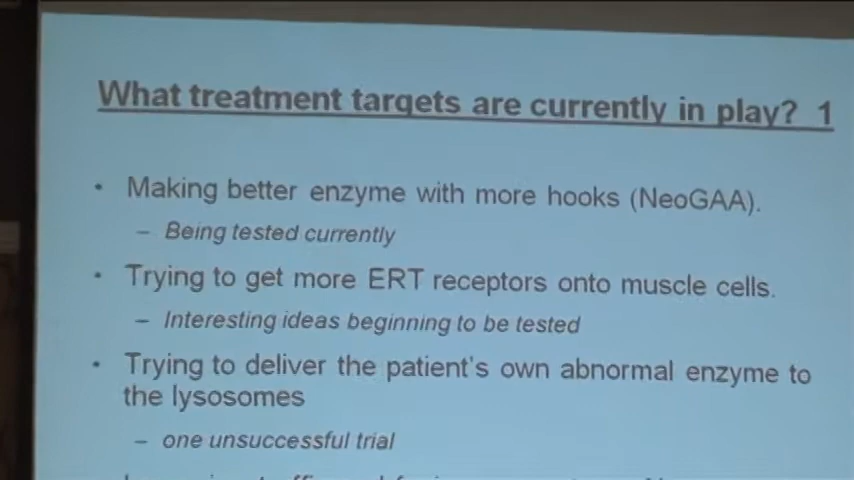 What treatment targets are currently in play? 1
• Making better enzyme with more hooks (NeoGAA).
– Being tested currently
• Trying to get more ERT receptors onto muscle cells.
– Interesting ideas beginning to be tested
• Trying to deliver the patient's own abnormal enzyme to
the lysosomes
– one unsuccessful trial